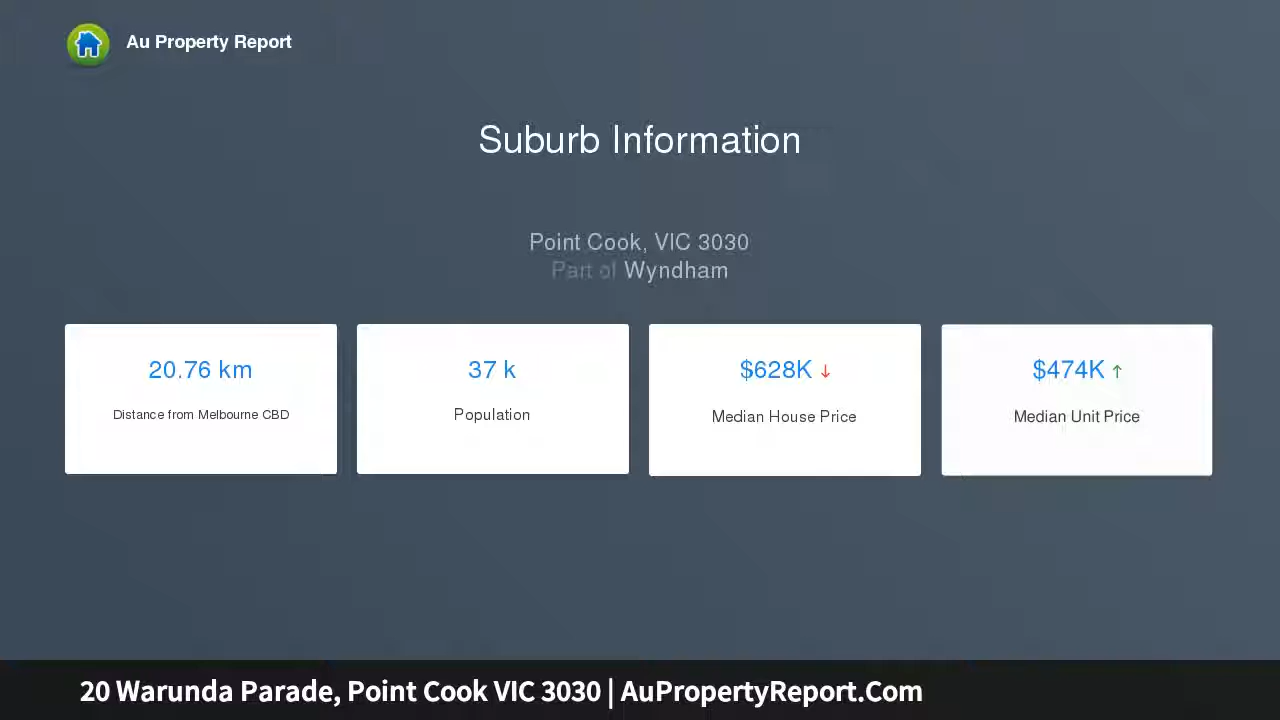 Au Property Report
Suburb Information
Point Cook, VIC 3030
Part of Wyndham
20.76 km
Distance from Melbourne CBD
37 k
Population
$628K ↓
Median House Price
$474K ↑
Median Unit Price
20 Warunda Parade, Point Cook VIC 3030 | AuPropertyReport.Com